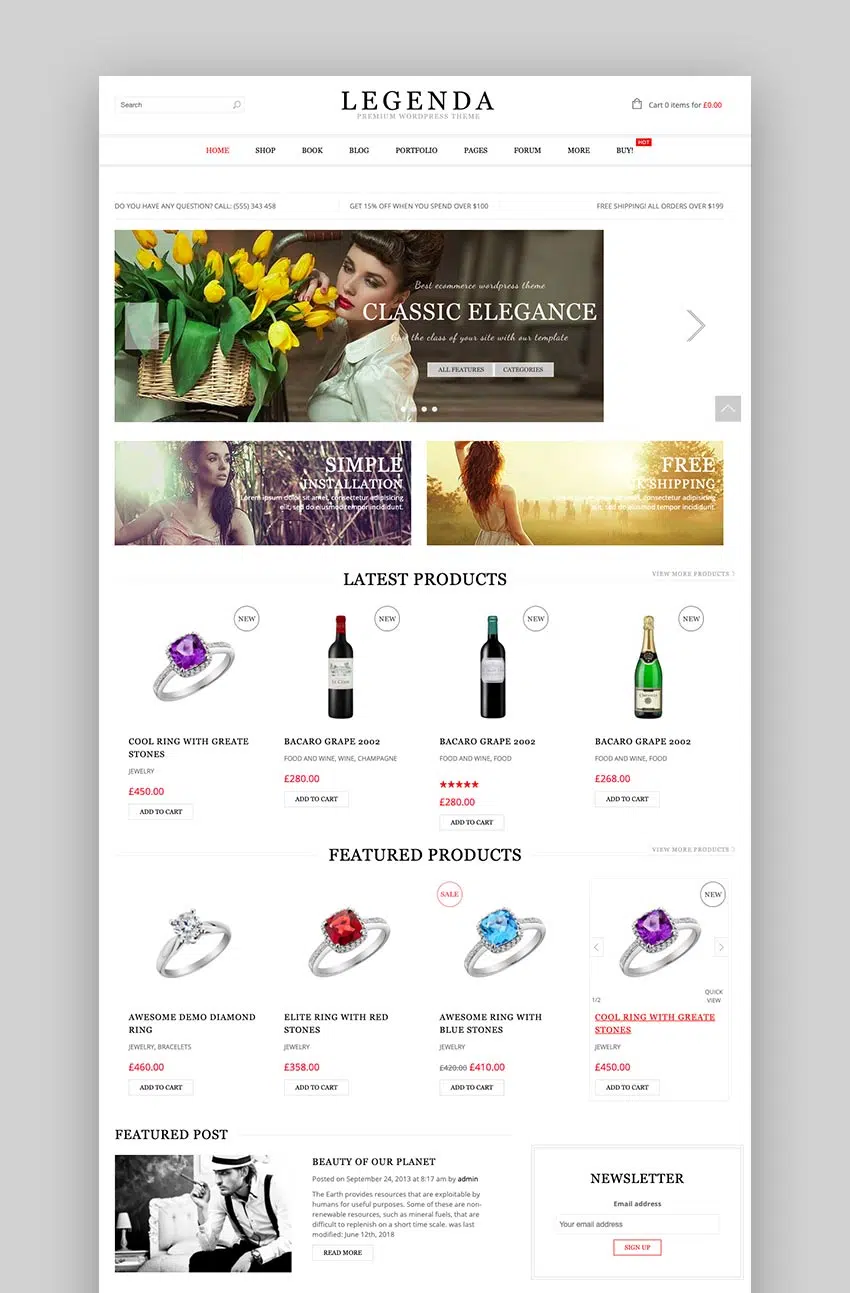 Search
LEGENDA
PREMIUM WORDPRESS THEME
Cart 0 items for £0.00
HOME SHOP BOOK BLOG PORTFOLIO PAGES FORUM MORE BUY! HOT
DO YOU HAVE ANY QUESTION? CALL: (555) 343 458 GET 15% OFF WHEN YOU SPEND OVER $100 FREE SHIPPING! ALL ORDERS OVER $199
Best ecommerce wordpress theme
CLASSIC ELEGANCE
the class of your site with our template
ALL FEATURES CATEGORIES
SIMPLE
INSTALLATION
Lorem ipsum dolor sit amet, consectetur adipisicing
elit, sed do eiusmod tempor incididunt.
FREE
SHIPPING
consectetur adipisicing
elit, sed do eiusmod tempor incididunt.
LATEST PRODUCTS
VIEW MORE PRODUCTS
NEW
COOL RING WITH GREATE
STONES
JEWELRY
£450.00
ADD TO CART
NEW
BACARO GRAPE 2002
FOOD AND WINE, WINE, CHAMPAGNE
£280.00
ADD TO CART
NEW
BACARO GRAPE 2002
FOOD AND WINE, FOOD
★★★★★
£280.00
ADD TO CART
NEW
BACARO GRAPE 2002
FOOD AND WINE, FOOD
£268.00
ADD TO CART
FEATURED PRODUCTS
VIEW MORE PRODUCTS
AWESOME DEMO DIAMOND
RING
JEWELRY, BRACELETS
£460.00
ADD TO CART
ELITE RING WITH RED
STONES
JEWELRY
£358.00
ADD TO CART
SALE
AWESOME RING WITH
BLUE STONES
JEWELRY
£420.00 £410.00
ADD TO CART
NEW
1/2
QUICK
VIEW
COOL RING WITH GREATE
STONES
JEWELRY
£450.00
ADD TO CART
FEATURED POST
BEAUTY OF OUR PLANET
Posted on September 24, 2013 at 8:17 am by admin
The Earth provides resources that are exploitable by
humans for useful purposes. Some of these are non-
renewable resources, such as mineral fuels, that are
difficult to replenish on a short time scale. was last
modified: June 12th, 2018
READ MORE
NEWSLETTER
Email address
Your email address
SIGN UP